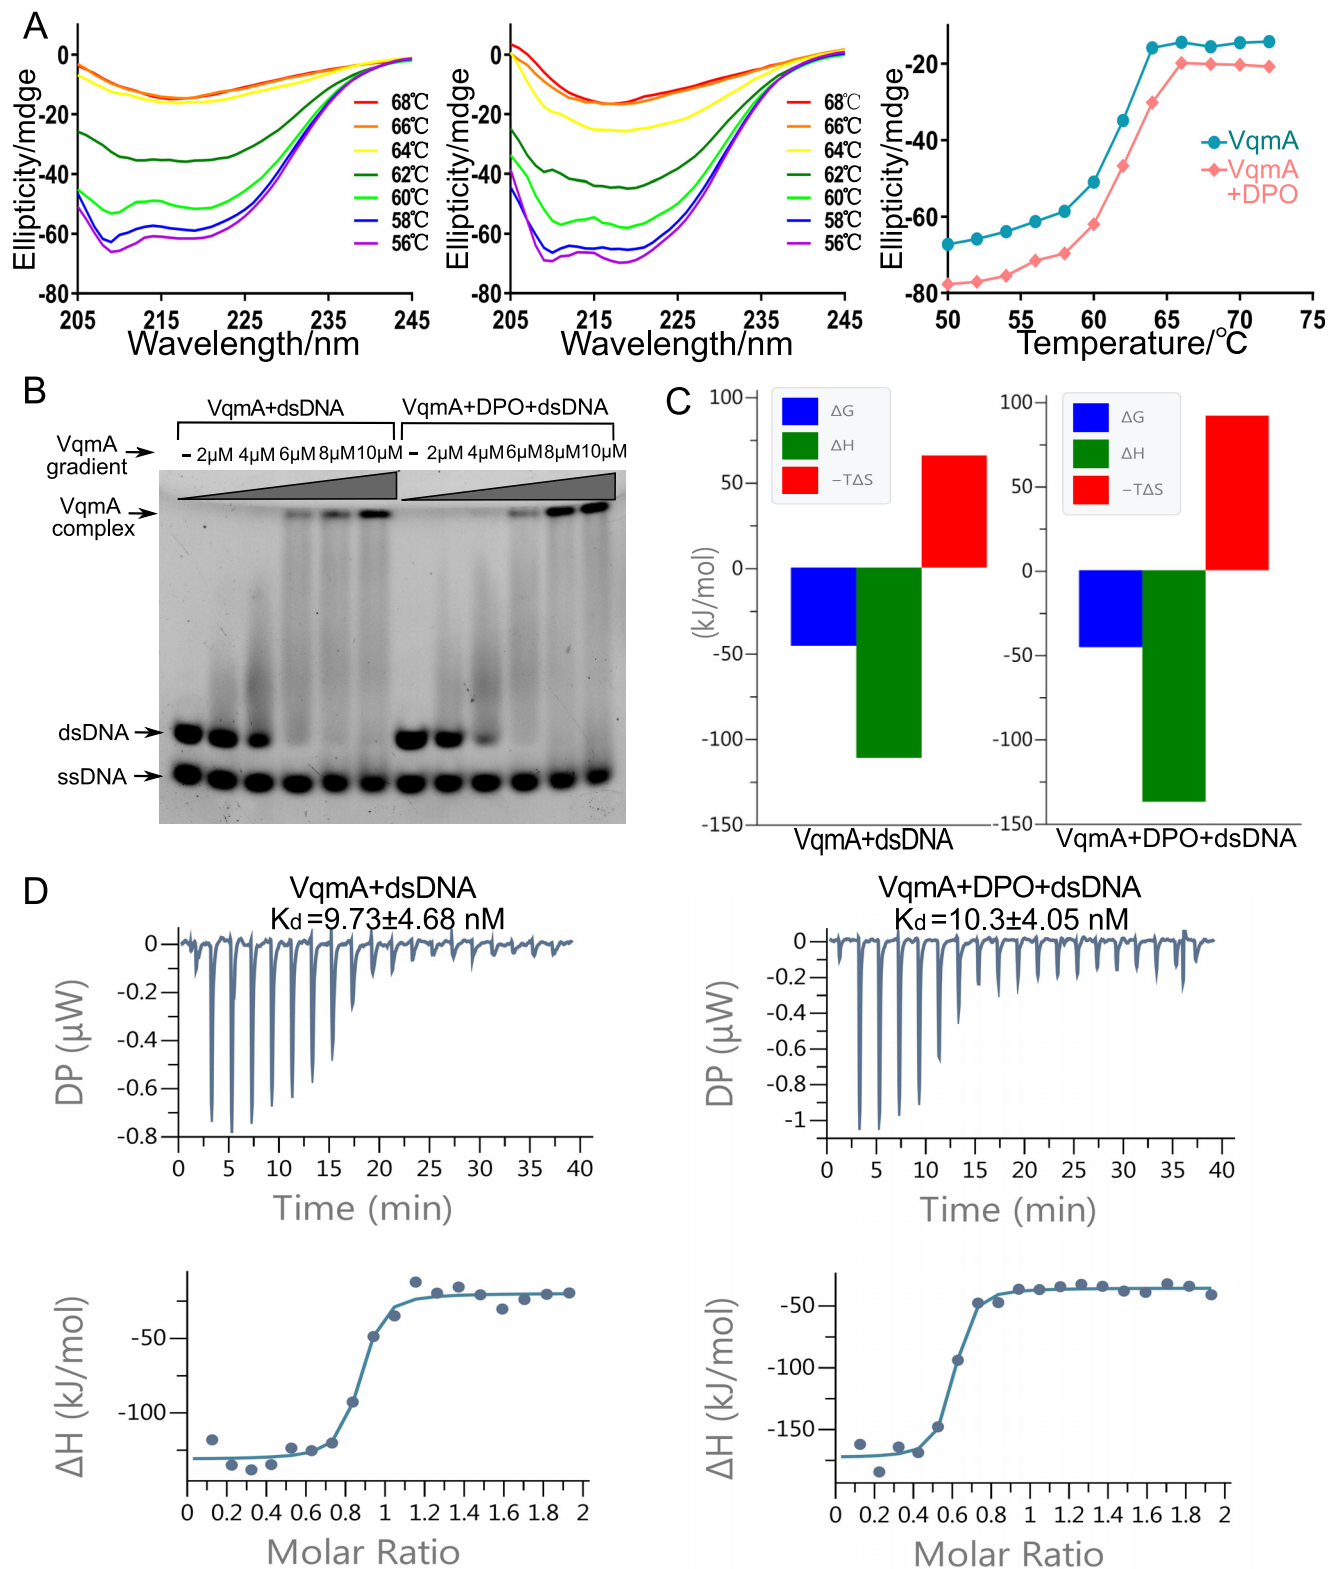 A
Ellipticity/mdge
0
-20
-40
-60
-80
205 215 225 235 245
Wavelength/nm
68℃
66℃
64℃
62℃
60℃
58℃
56℃
Ellipticity/mdge
0
-20
-40
-60
-80
205 215 225 235 245
Wavelength/nm
68℃
66℃
64℃
62℃
60℃
58℃
56℃
Ellipticity/mdge
-20
-40
-60
-80
50 55 60 65 70 75
Temperature/℃
VqmA
VqmA
+DPO
B
VqmA+dsDNA
VqmA+DPO+dsDNA
VqmA
gradient
– 2μM 4μM 6μM 8μM 10μM – 2μM 4μM 6μM 8μM 10μM
VqmA
complex
dsDNA
ssDNA
C
(kJ/mol)
100
50
0
-50
-100
-150
ΔG
ΔH
−TΔS
VqmA+dsDNA
100
50
0
-50
-100
-150
ΔG
ΔH
−TΔS
VqmA+DPO+dsDNA
D
VqmA+dsDNA
Kd =9.73±4.68 nM
DP (μW)
0
-0.2
-0.4
-0.6
-0.8
0 5 10 15 20 25 30 35 40
Time (min)
ΔH (kJ/mol)
-50
-100
0 0.2 0.4 0.6 0.8 1 1.2 1.4 1.6 1.8 2
Molar Ratio
VqmA+DPO+dsDNA
Kd =10.3±4.05 nM
DP (μW)
0
-0.2
-0.4
-0.6
-0.8
-1
0 5 10 15 20 25 30 35 40
Time (min)
ΔH (kJ/mol)
-50
-100
-150
0 0.2 0.4 0.6 0.8 1 1.2 1.4 1.6 1.8 2
Molar Ratio